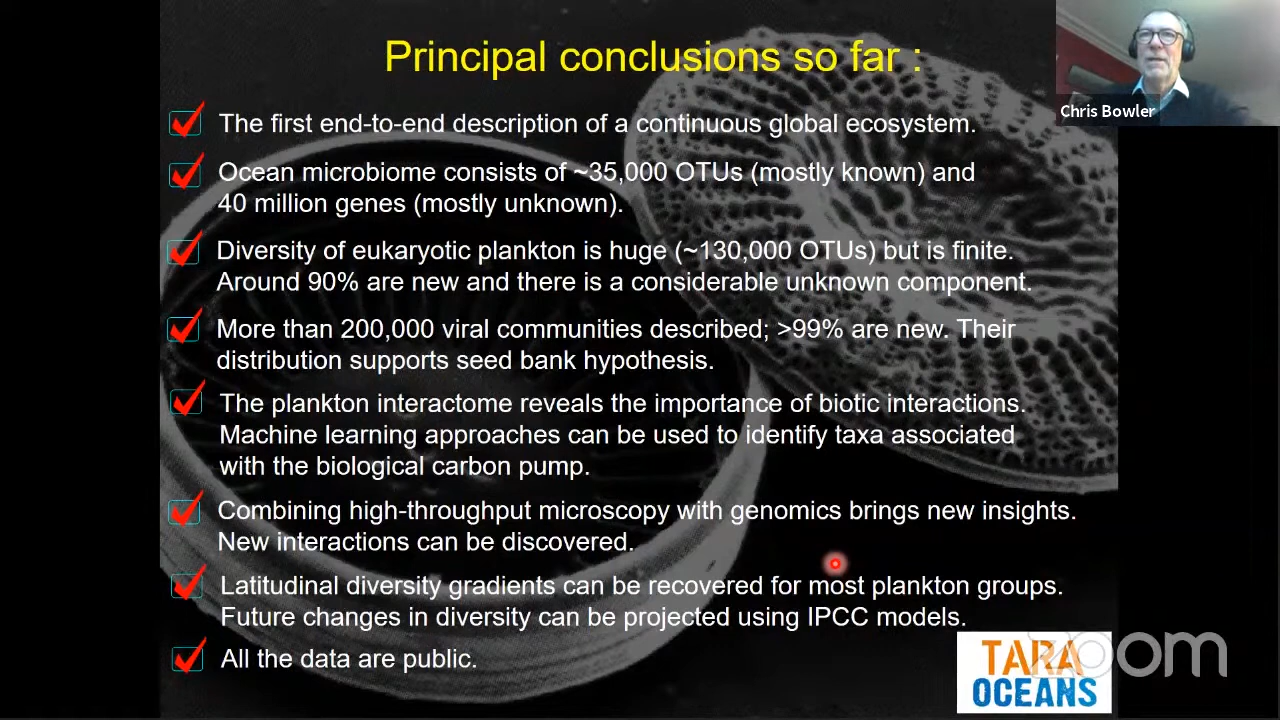 Principal conclusions so far :
Chris Bowler
The first end-to-end description of a continuous global ecosystem.
Ocean microbiome consists of ~35,000 OTUs (mostly known) and
40 million genes (mostly unknown).
Diversity of eukaryotic plankton is huge (~130,000 OTUs) but is finite.
Around 90% are new and there is a considerable unknown component.
More than 200,000 viral communities described; >99% are new. Their
distribution supports seed bank hypothesis.
The plankton interactome reveals the importance of biotic interactions.
Machine learning approaches can be used to identify taxa associated
with the biological carbon pump.
Combining high-throughput microscopy with genomics brings new insights.
New interactions can be discovered.
Latitudinal diversity gradients can be recovered for most plankton groups.
Future changes in diversity can be projected using IPCC models.
All the data are public.
TARA
OCEANS
zoom